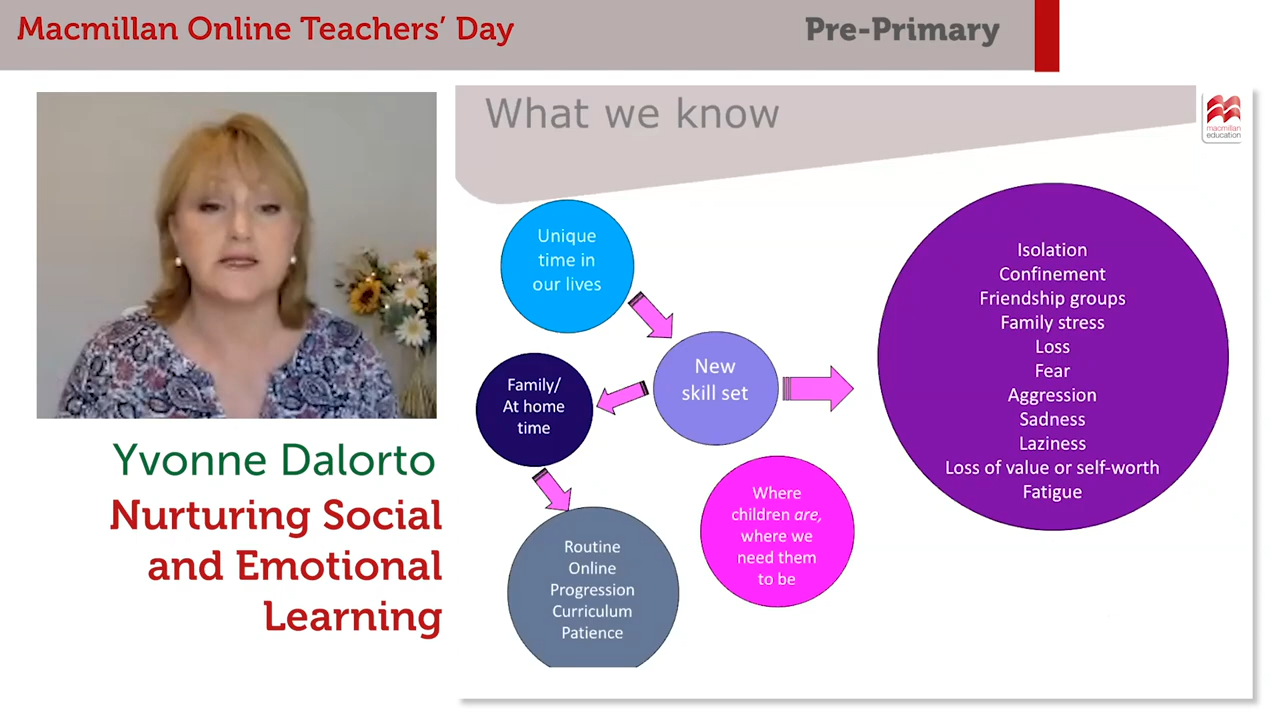 Macmillan Online Teachers' Day
Pre-Primary
What we know
macmillan
education
Unique
time in
our lives
New
skill set
Family/
At home
time
Routine
Online
Progression
Curriculum
Patience
Where
children are,
where we
need them
to be
Isolation
Confinement
Friendship groups
Family stress
Loss
Fear
Aggression
Sadness
Laziness
Loss of value or self-worth
Fatigue
Yvonne Dalorto
Nurturing Social
and Emotional
Learning